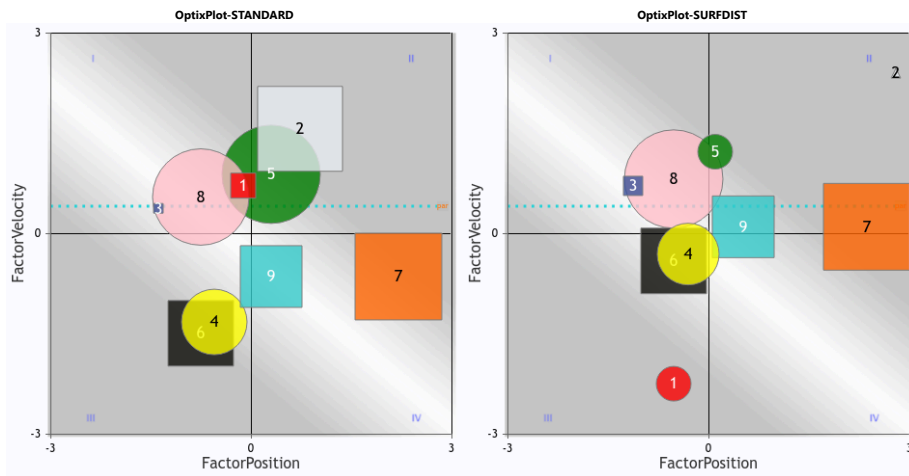 OptixPlot-STANDARD
3
I
II
2
5
1
8
3
0
9
7
4
6
III
IV
-3
-3
0
3
FactorPosition
FactorVelocity
OptixPlot-SURFDIST
3
I
II
2
5
8
3
9
7
0
4
6
1
III
IV
-3
-3
0
3
FactorPosition
FactorVelocity